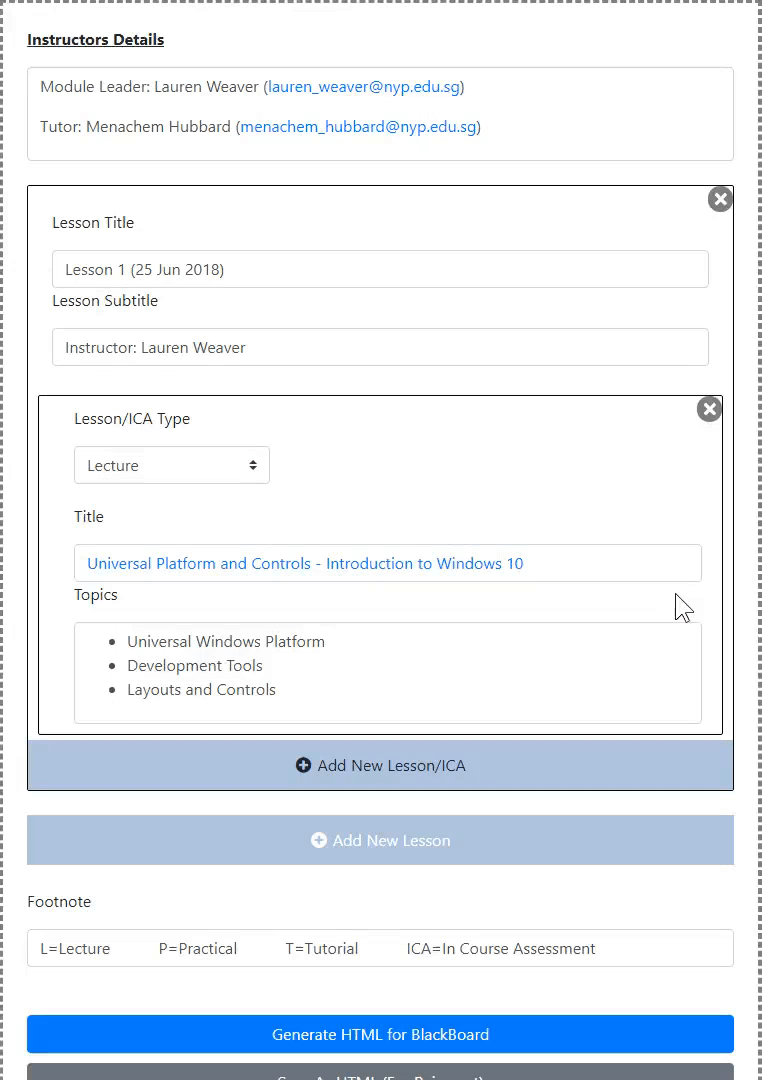 Instructors Details
Module Leader: Lauren Weaver (lauren_weaver@nyp.edu.sg)
Tutor: Menachem Hubbard (menachem_hubbard@nyp.edu.sg)
Lesson Title
Lesson 1 (25 Jun 2018)
Lesson Subtitle
Instructor: Lauren Weaver
Lesson/ICA Type
Lecture
Title
Universal Platform and Controls - Introduction to Windows 10
Topics
• Universal Windows Platform
• Development Tools
• Layouts and Controls
Add New Lesson/ICA
Add New Lesson
Footnote
L=Lecture P=Practical T=Tutorial ICA=In Course Assessment
Generate HTML for BlackBoard